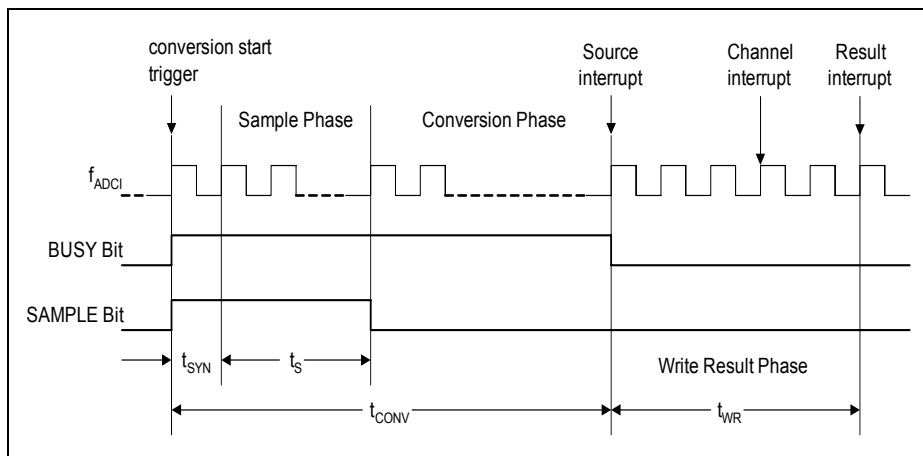 conversion start
trigger
Source
interrupt
Channel
interrupt
Result
interrupt
Sample Phase
Conversion Phase
fADCI
BUSY Bit
SAMPLE Bit
tSYN
tS
Write Result Phase
tCONV
tWR